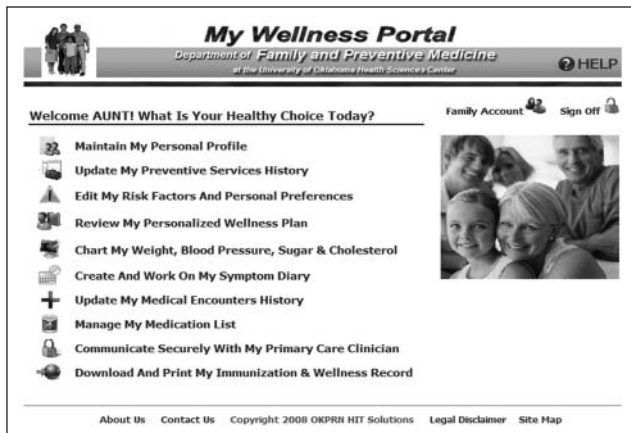 My Wellness Portal
Department of Family and Preventive Medicine
at the University of Oklahoma Health Sciences Center
? HELP
Welcome AUNT! What Is Your Healthy Choice Today?
Family Account
Sign Off
Maintain My Personal Profile
Update My Preventive Services History
Edit My Risk Factors And Personal Preferences
Review My Personalized Wellness Plan
Chart My Weight, Blood Pressure, Sugar & Cholesterol
Create And Work On My Symptom Diary
Update My Medical Encounters History
Manage My Medication List
Communicate Securely With My Primary Care Clinician
Download And Print My Immunization & Wellness Record
About Us Contact Us Copyright 2008 OKPRN HIT Solutions Legal Disclaimer Site Map